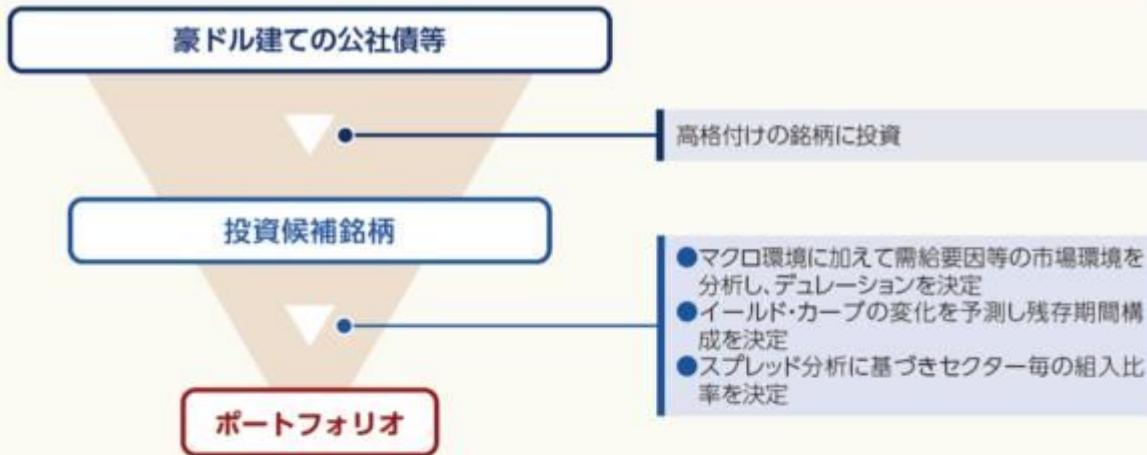 豪ドル建ての公社債等
高格付けの銘柄に投資
投資候補銘柄
●マクロ環境に加えて需給要因等の市場環境を
分析し、デュレーションを決定
●イールド・カーブの変化を予測し残存期間構
成を決定
●スプレッド分析に基づきセクター毎の組入比
率を決定
ポートフォリオ